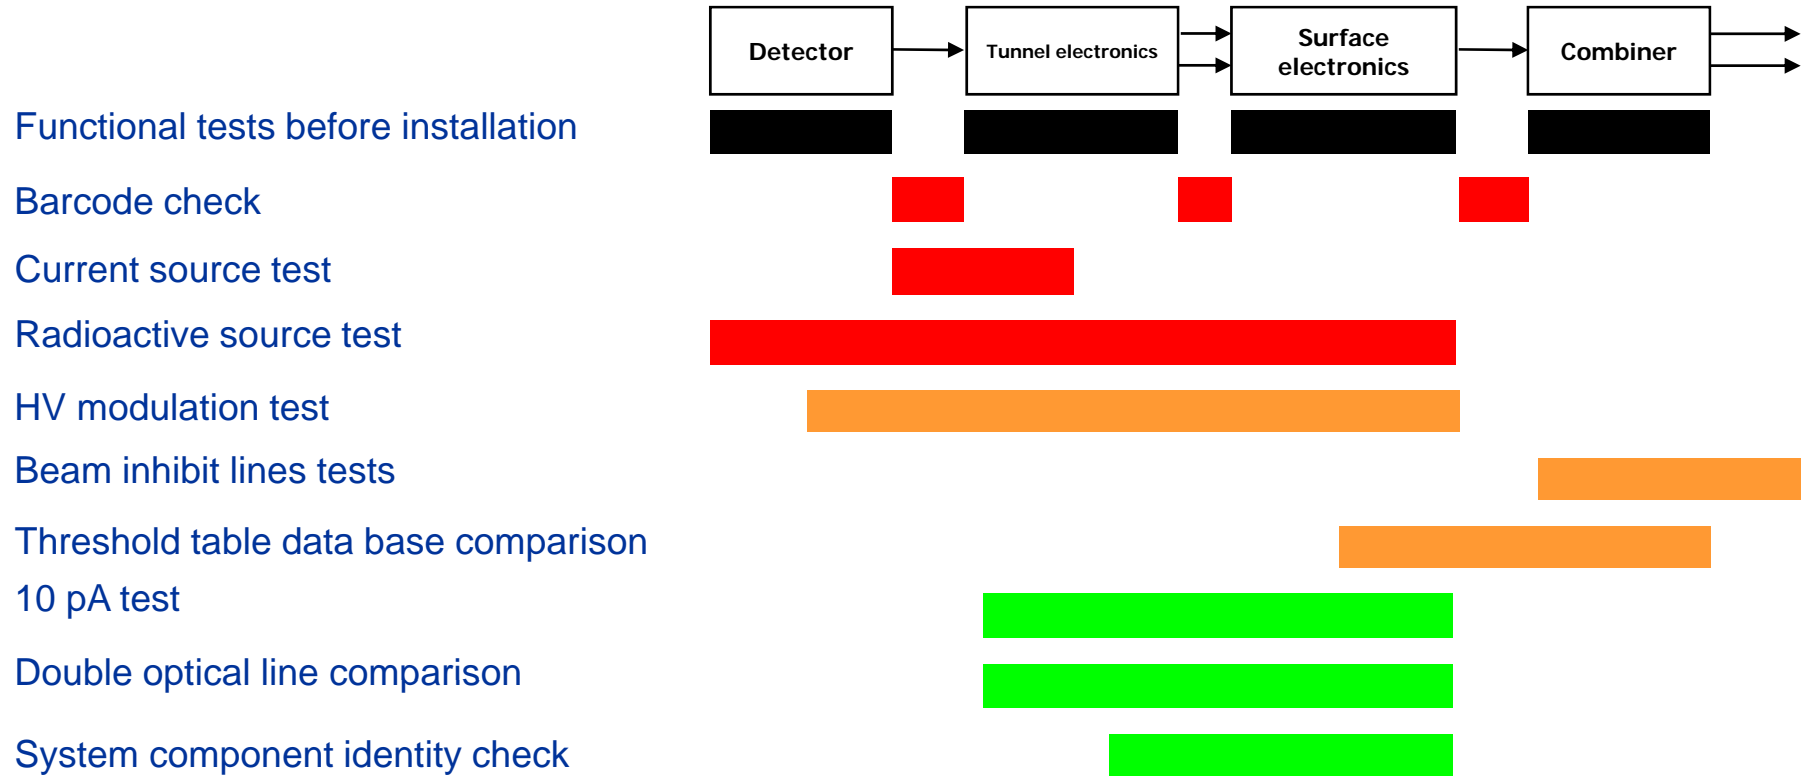 Detector
Tunnel electronics
Surface
electronics
Combiner
Functional tests before installation
Barcode check
Current source test
Radioactive source test
HV modulation test
Beam inhibit lines tests
Threshold table data base comparison
10 pA test
Double optical line comparison
System component identity check